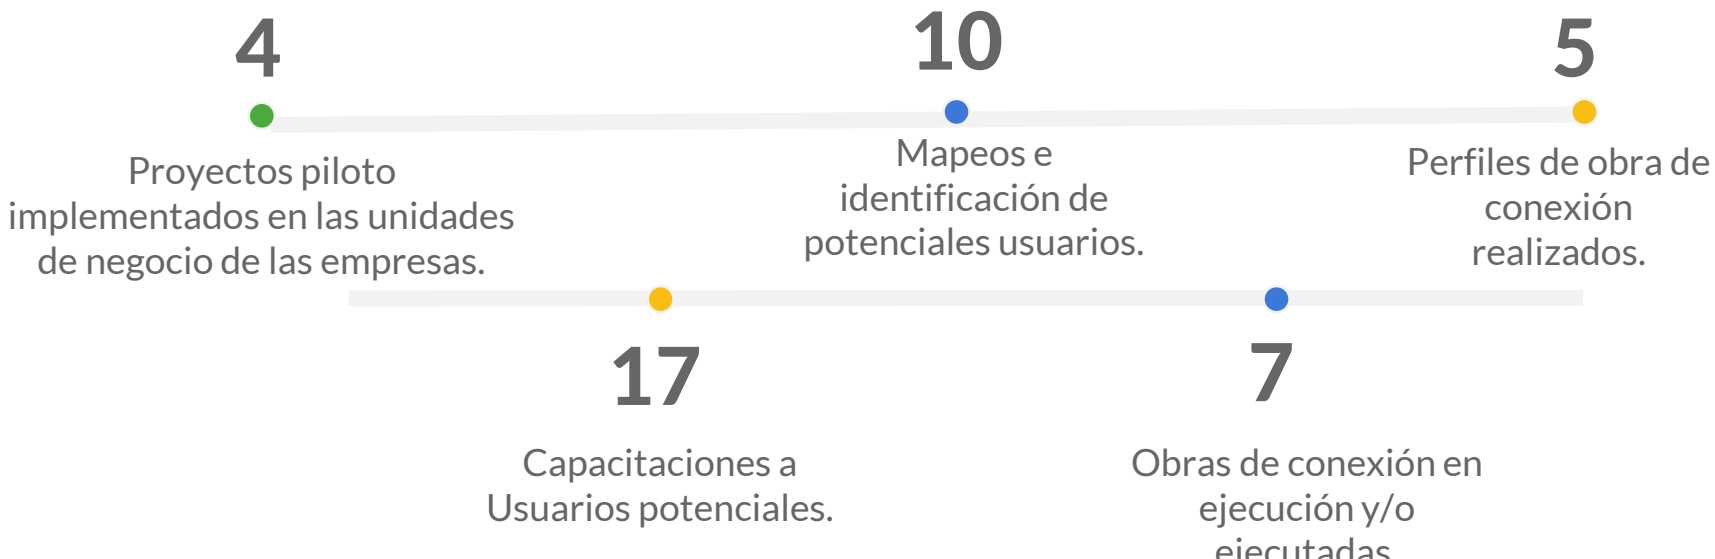 4
Proyectos piloto
implementados en las unidades
de negocio de las empresas.
10
Mapeos e
identificación de
potenciales usuarios.
5
Perfiles de obra de
conexión
realizados.
17
Capacitaciones a
Usuarios potenciales.
7
Obras de conexión en
ejecución y/o
ejecutadas